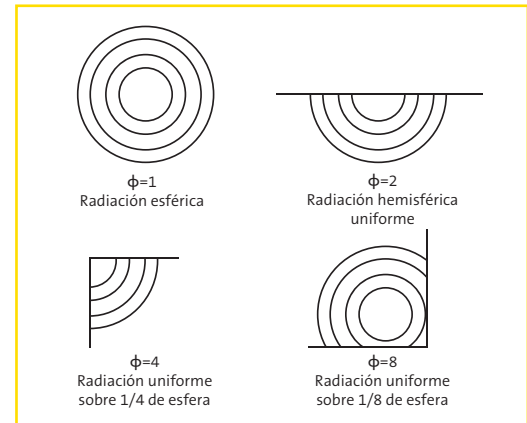 ϕ=1
Radiación esférica
ϕ=2
Radiación hemisférica
uniforme
ϕ=4
Radiación uniforme
sobre 1/4 de esfera
ϕ=8
Radiación uniforme
sobre 1/8 de esfera